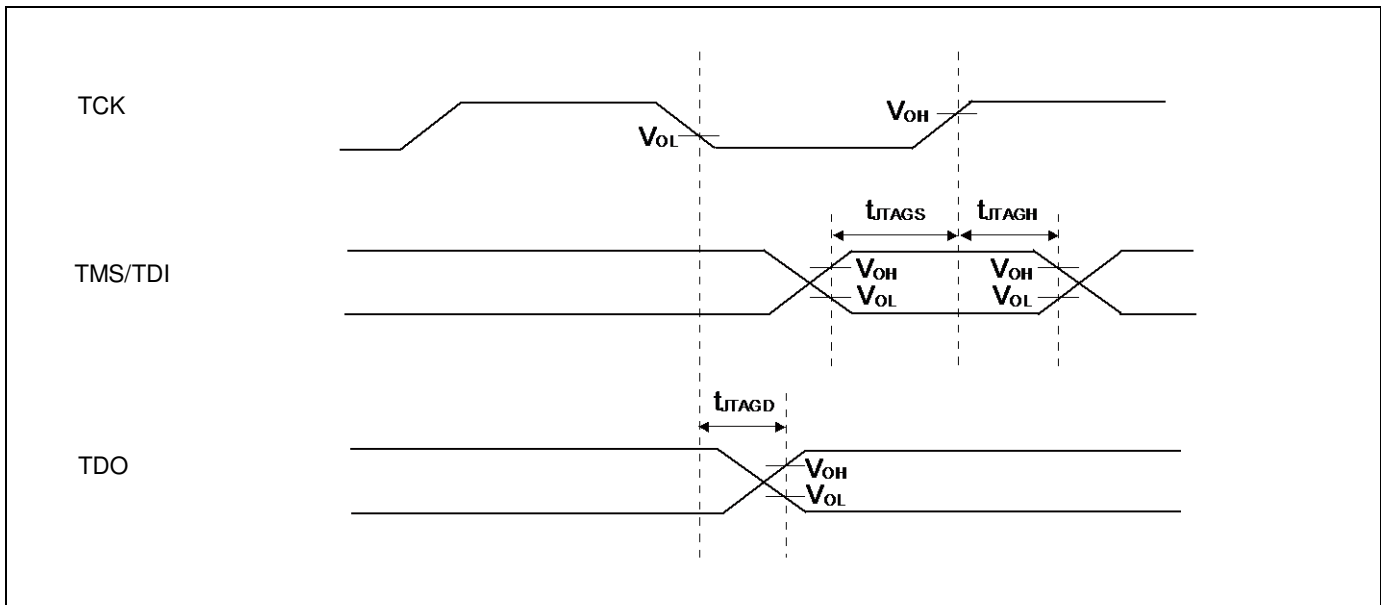 TCK
VOL
VOH
tJTAGS
tJTAGH
TMS/TDI
VOH
VOL
VOH
VOL
tJTAGD
TDO
VOH
VOL